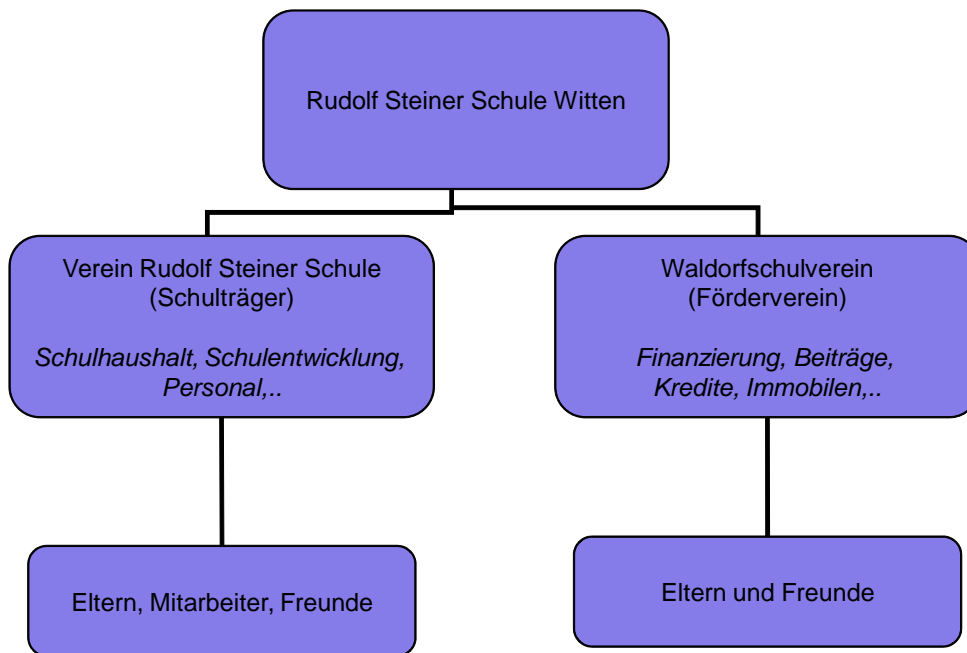 Rudolf Steiner Schule Witten
Verein Rudolf Steiner Schule
(Schulträger)
Schulhaushalt, Schulentwicklung,
Personal,..
Waldorfschulverein
(Förderverein)
Finanzierung, Beiträge,
Kredite, Immobilen,..
Eltern, Mitarbeiter, Freunde
Eltern und Freunde